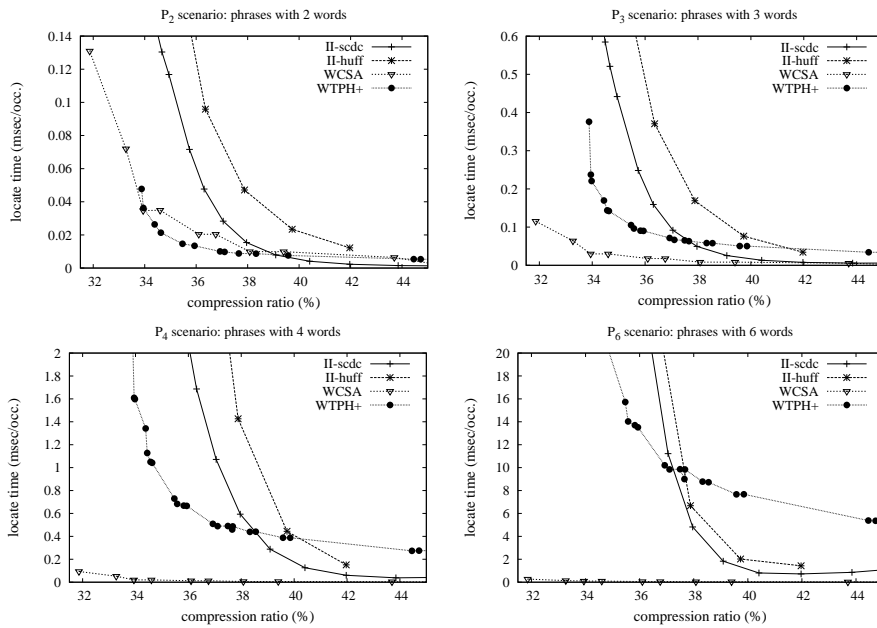 P2 scenario: phrases with 2 words
locate time (msec/occ.)
0.14
0.12
0.1
0.08
0.06
0.04
0.02
0
32 34 36 38 40 42 44
compression ratio (%)
II-scdc
II-huff
WCSA
WTPH+
P3 scenario: phrases with 3 words
locate time (msec/occ.)
0.6
0.5
0.4
0.3
0.2
0.1
0
32 34 36 38 40 42 44
compression ratio (%)
II-scdc
II-huff
WCSA
WTPH+
P4 scenario: phrases with 4 words
locate time (msec/occ.)
2
1.8
1.6
1.4
1.2
1
0.8
0.6
0.4
0.2
0
32 34 36 38 40 42 44
compression ratio (%)
II-scdc
II-huff
WCSA
WTPH+
P6 scenario: phrases with 6 words
locate time (msec/occ.)
20
18
16
14
12
10
8
6
4
2
0
32 34 36 38 40 42 44
compression ratio (%)
II-scdc
II-huff
WCSA
WTPH+